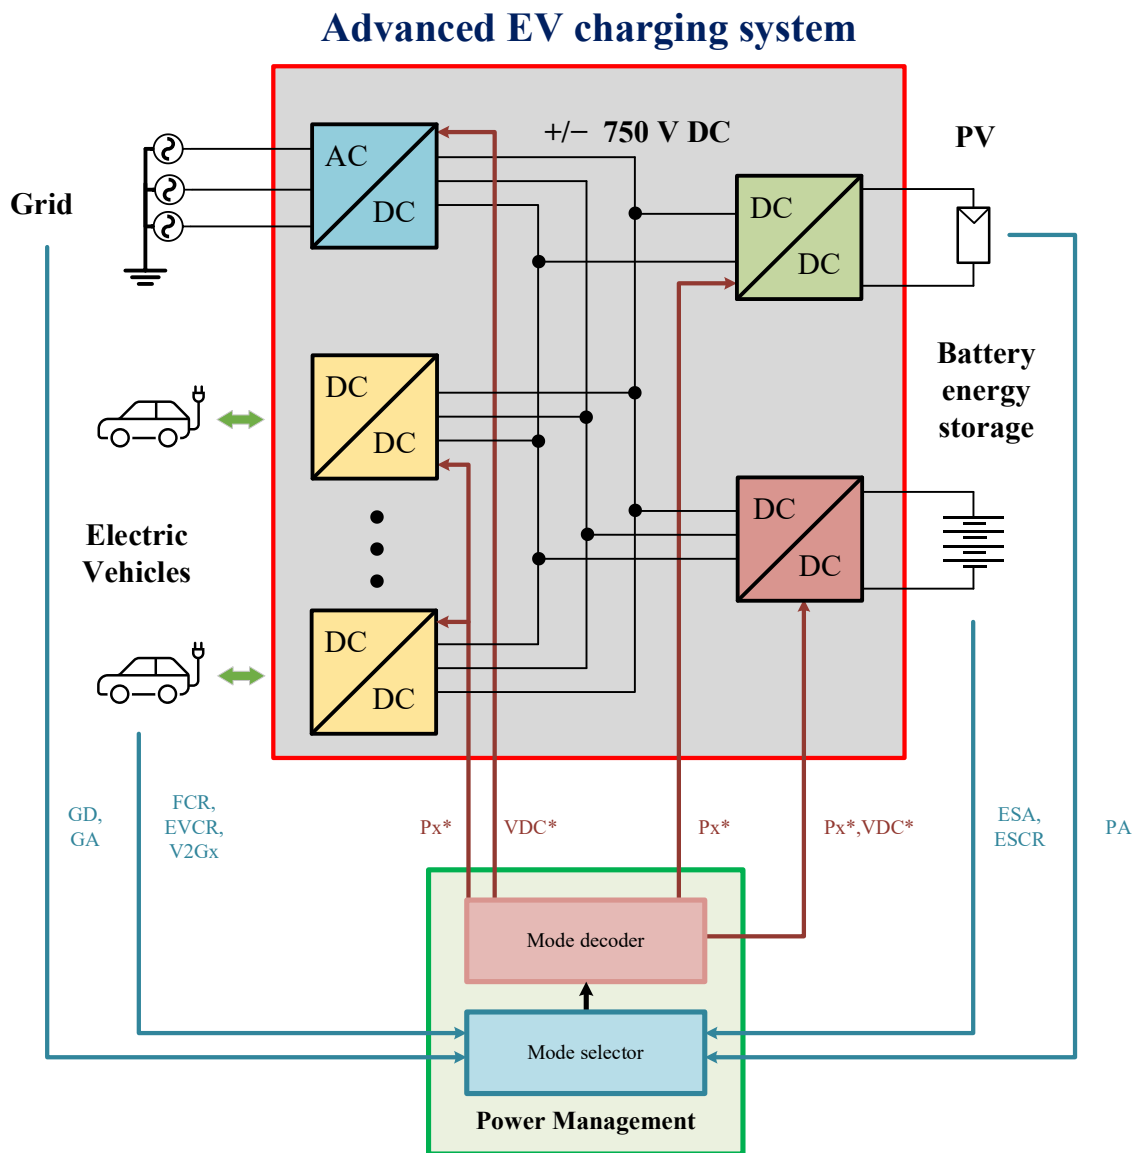 Advanced EV charging system
+/− 750 V DC
PV
Grid
AC
DC
DC
DC
Battery
energy
storage
DC
DC
Electric
Vehicles
DC
DC
DC
DC
GD,
GA
FCR,
EVCR,
V2Gx
Px*
VDC*
Px*
Px*,VDC*
ESA,
ESCR
PA
Mode decoder
Mode selector
Power Management